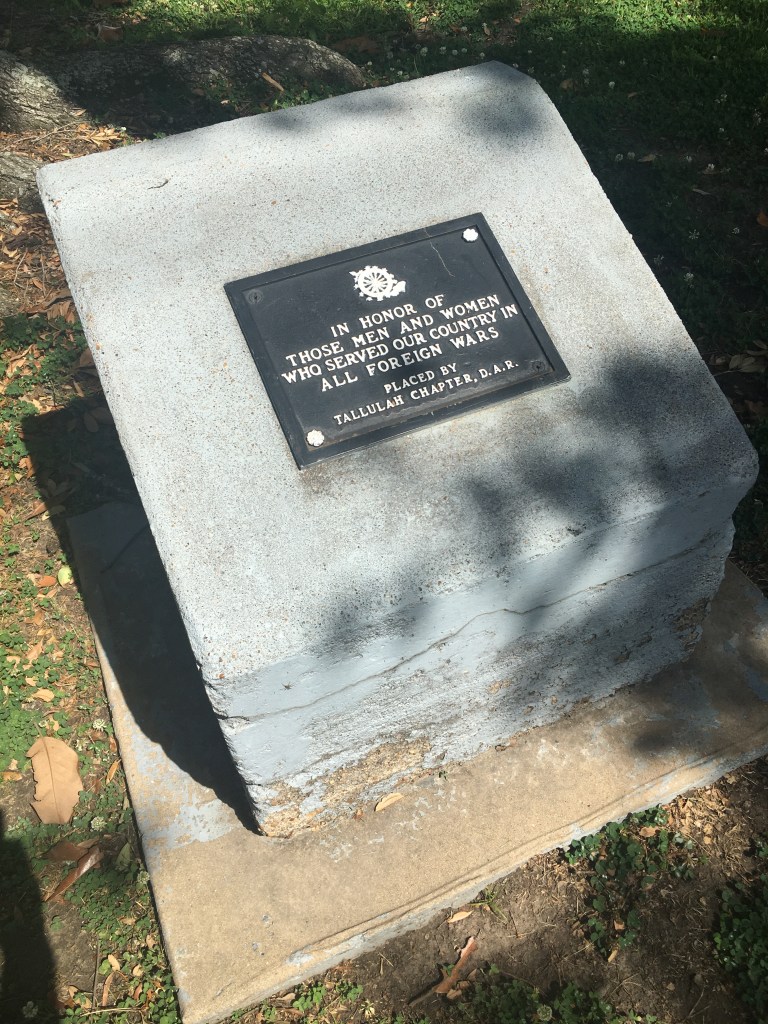 IN HONOR OF
THOSE MEN AND WOMEN
WHO SERVED OUR COUNTRY IN
ALL FOREIGN WARS
PLACED BY
TALLULAH CHAPTER, D.A.R.